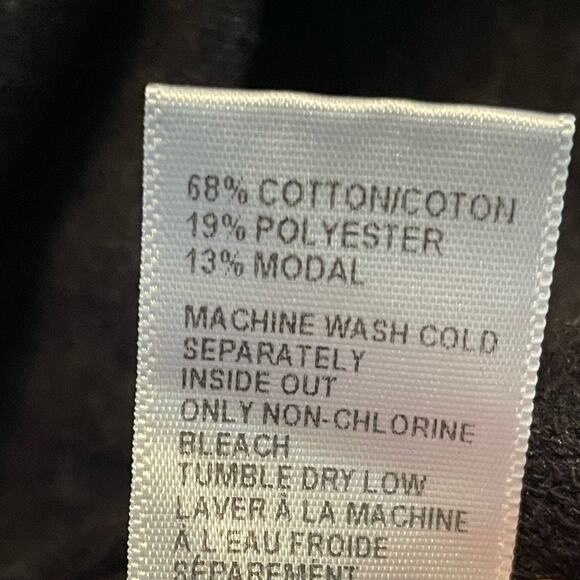 68% COTTON/COTON
19% POLYESTER
13% MODAL
MACHINE WASH COLD
SEPARATELY
INSIDE OUT
ONLY NON-CHLORINE
BLEACH
TUMBLE DRY LOW
LAVER À LA MACHINE
À L'EAU FROIDE
SÉPARÉMENT